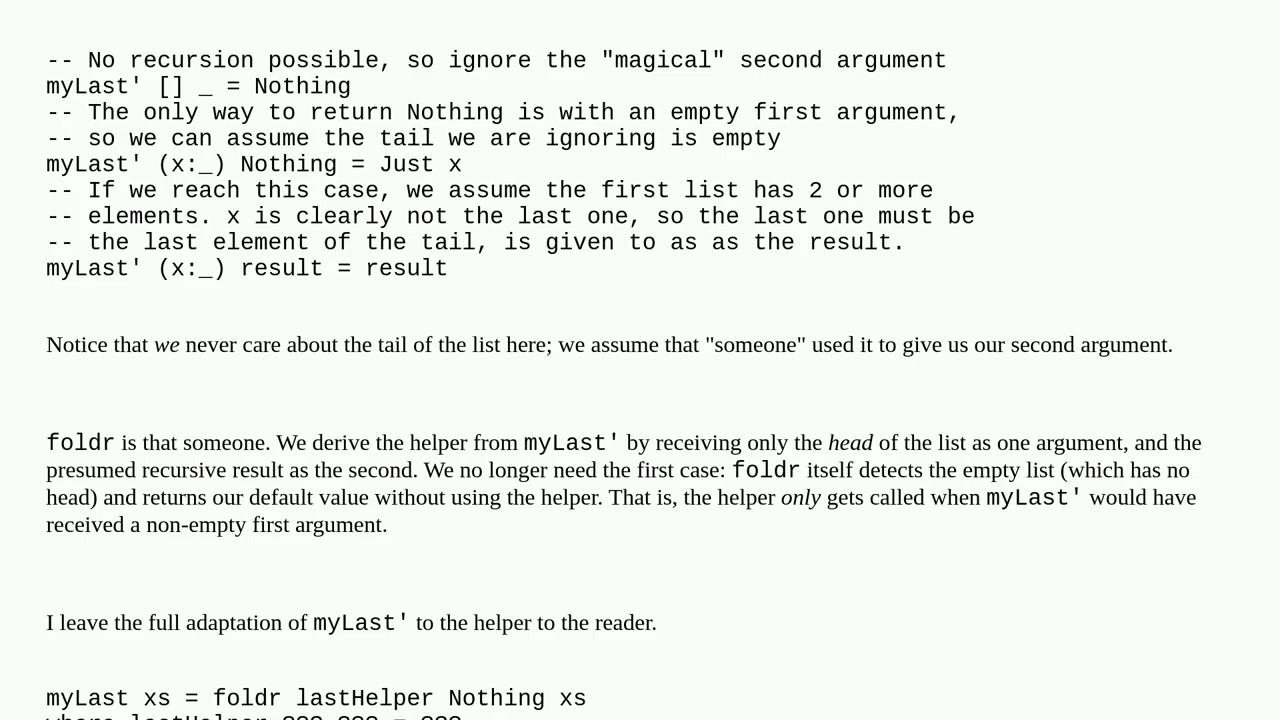 -- No recursion possible, so ignore the "magical" second argument
myLast' [] _ = Nothing
-- The only way to return Nothing is with an empty first argument,
-- so we can assume the tail we are ignoring is empty
myLast' (x:_) Nothing = Just x
-- If we reach this case, we assume the first list has 2 or more
-- elements. x is clearly not the last one, so the last one must be
-- the last element of the tail, is given to as as the result.
myLast' (x:_) result = result
Notice that we never care about the tail of the list here; we assume that "someone" used it to give us our second argument.
foldr is that someone. We derive the helper from myLast' by receiving only the head of the list as one argument, and the
presumed recursive result as the second. We no longer need the first case: foldr itself detects the empty list (which has no
head) and returns our default value without using the helper. That is, the helper only gets called when myLast' would have
received a non-empty first argument.
I leave the full adaptation of myLast' to the helper to the reader.
myLast xs = foldr lastHelper Nothing xs
where lastHelper ??? ??? = ???